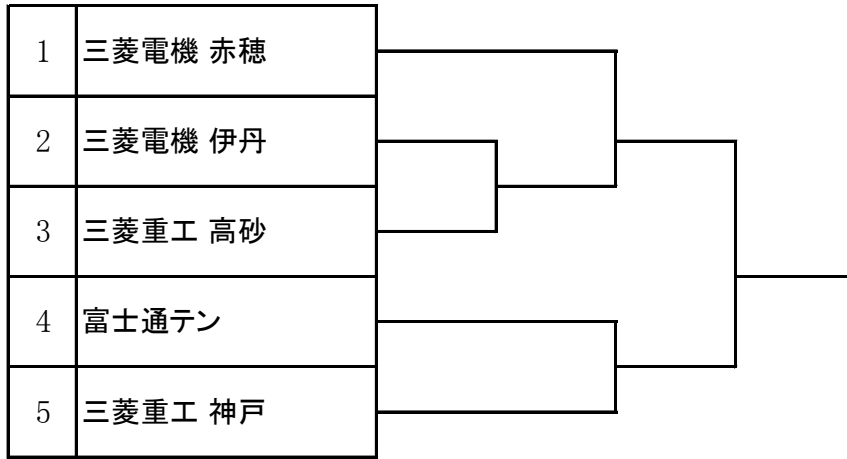 1 三菱電機 赤穂
2 三菱電機 伊丹
3 三菱重工 高砂
4 富士通テン
5 三菱重工 神戸